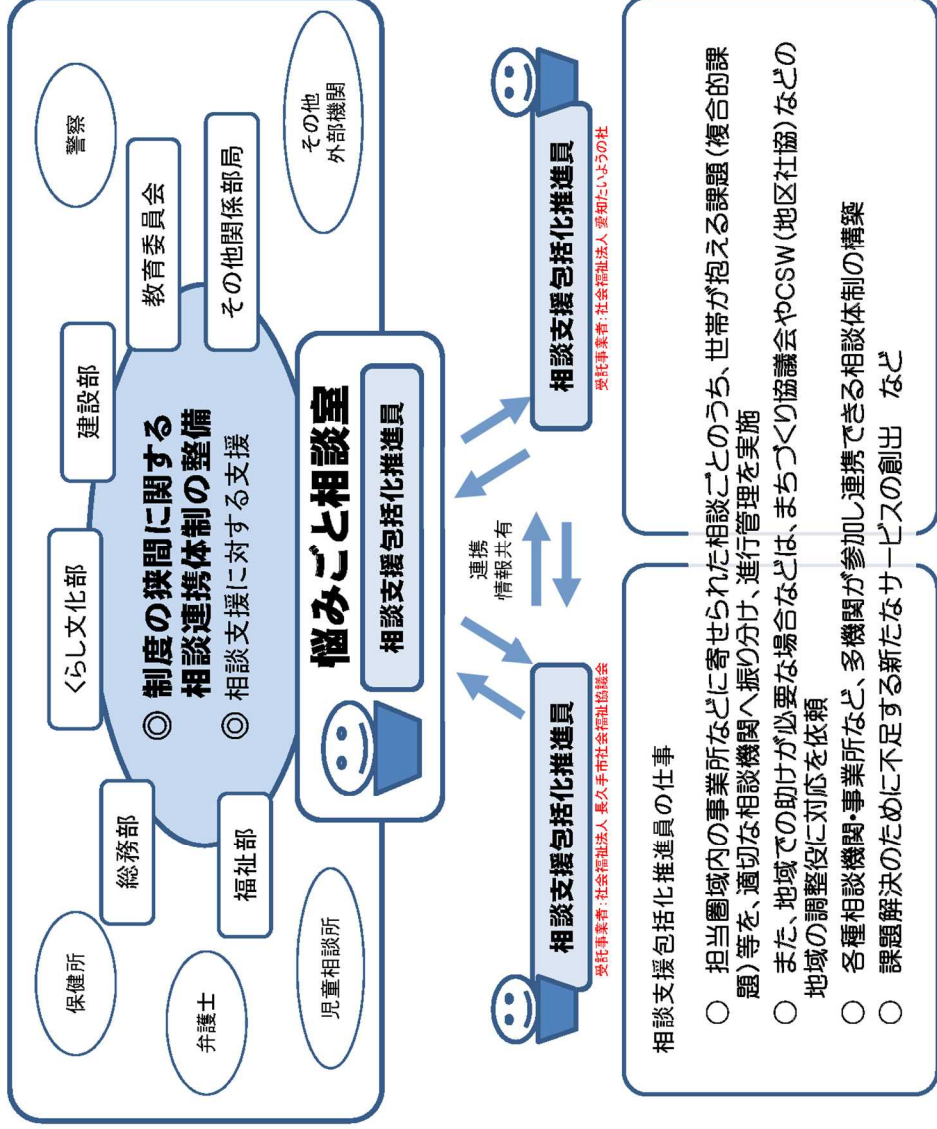 保健所
弁護士
児童相談所
警察
その他
外部機関
総務部
福祉部
くらし文化部
建設部
教育委員会
その他関係部局
◎ 制度の狭間に関する
相談連携体制の整備
◎ 相談支援に対する支援
悩みごと相談室
相談支援包括化推進員
連携
情報共有
相談支援包括化推進員
受託事業者:社会福祉法人 長久手市社会福祉協議会
相談支援包括化推進員
受託事業者:社会福祉法人 愛知たいようの杜
相談支援包括化推進員の仕事
○ 担当圏域内の事業所などに寄せられた相談ごとのうち、世帯が抱える課題(複合的課
題)等を、適切な相談機関へ振り分け、進行管理を実施
○ また、地域での助けが必要な場合などは、まちづくり協議会やCSW(地区社協)などの
地域の調整役に対応を依頼
○ 各種相談機関・事業所など、多機関が参加し連携できる相談体制の構築
○ 課題解決のために不足する新たなサービスの創出 など